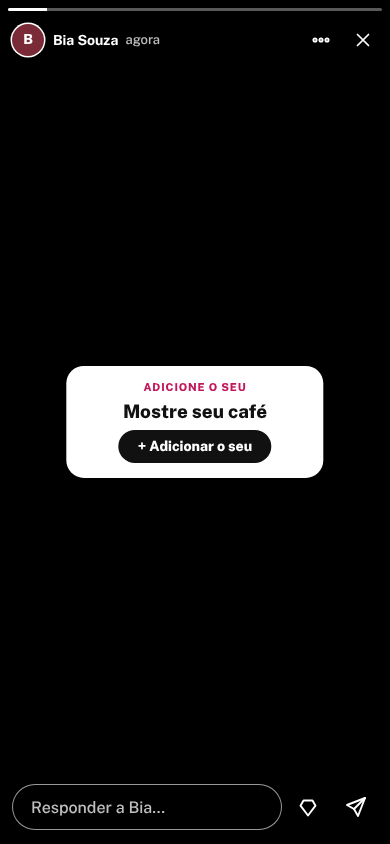 B
Bia Souza agora
ADICIONE O SEU
Mostre seu café
+ Adicionar o seu
Responder a Bia...